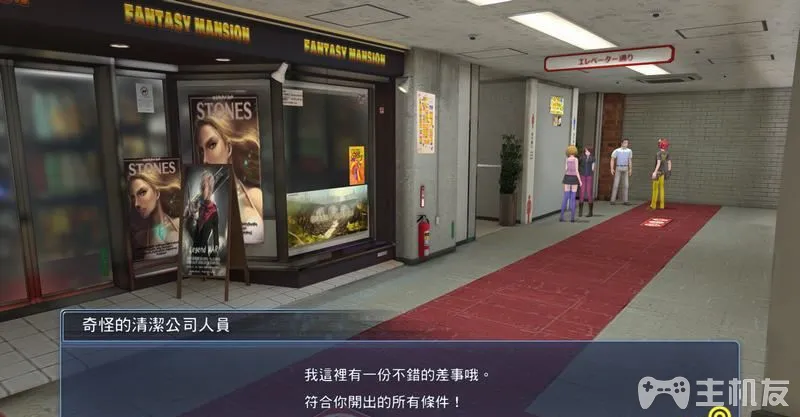 FANTASY MANSION
FANTASY MANSION
エレベーター通り
STONES
STONES
Legend WAR
奇怪的清潔公司人員
我這裡有一份不錯的差事哦。
符合你開出的所有條件！
主机友